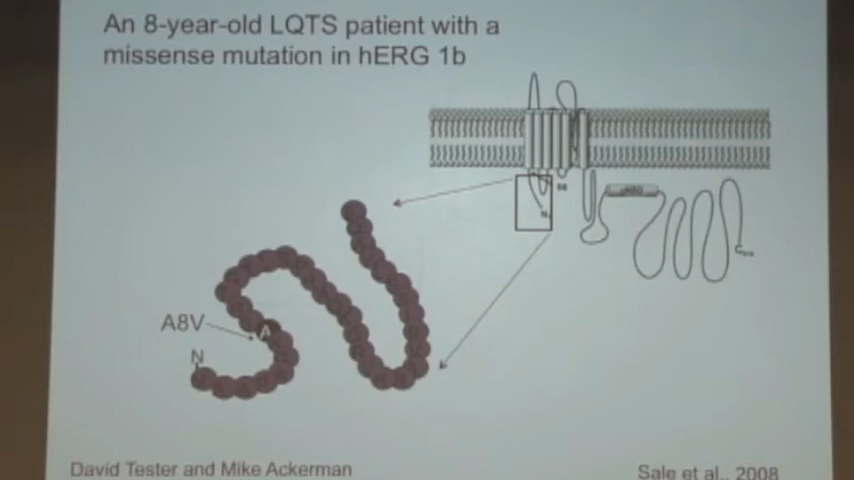 An 8-year-old LQTS patient with a
missense mutation in hERG 1b
N
A8V
A
N
David Tester and Mike Ackerman
Sale et al., 2008